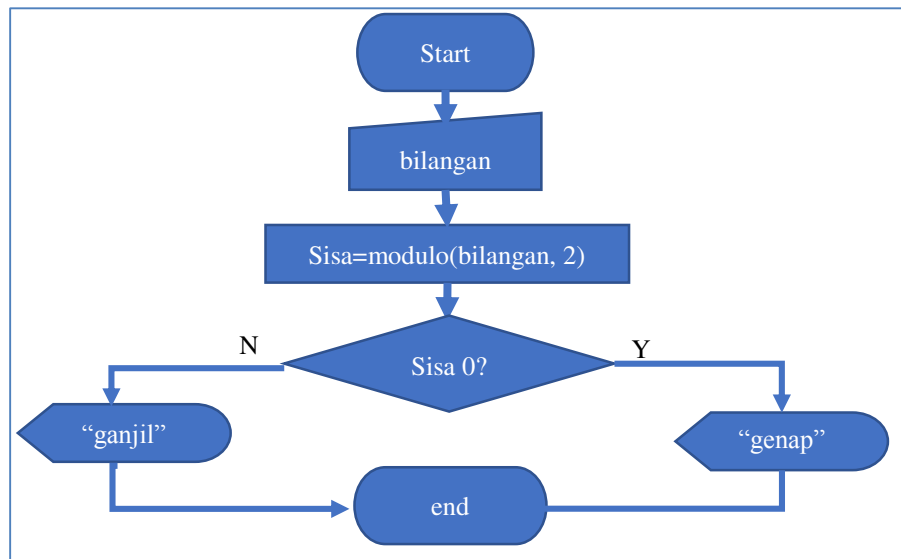 Start
bilangan
Sisa=modulo(bilangan, 2)
N
Y
Sisa 0?
“ganjil”
“genap”
end